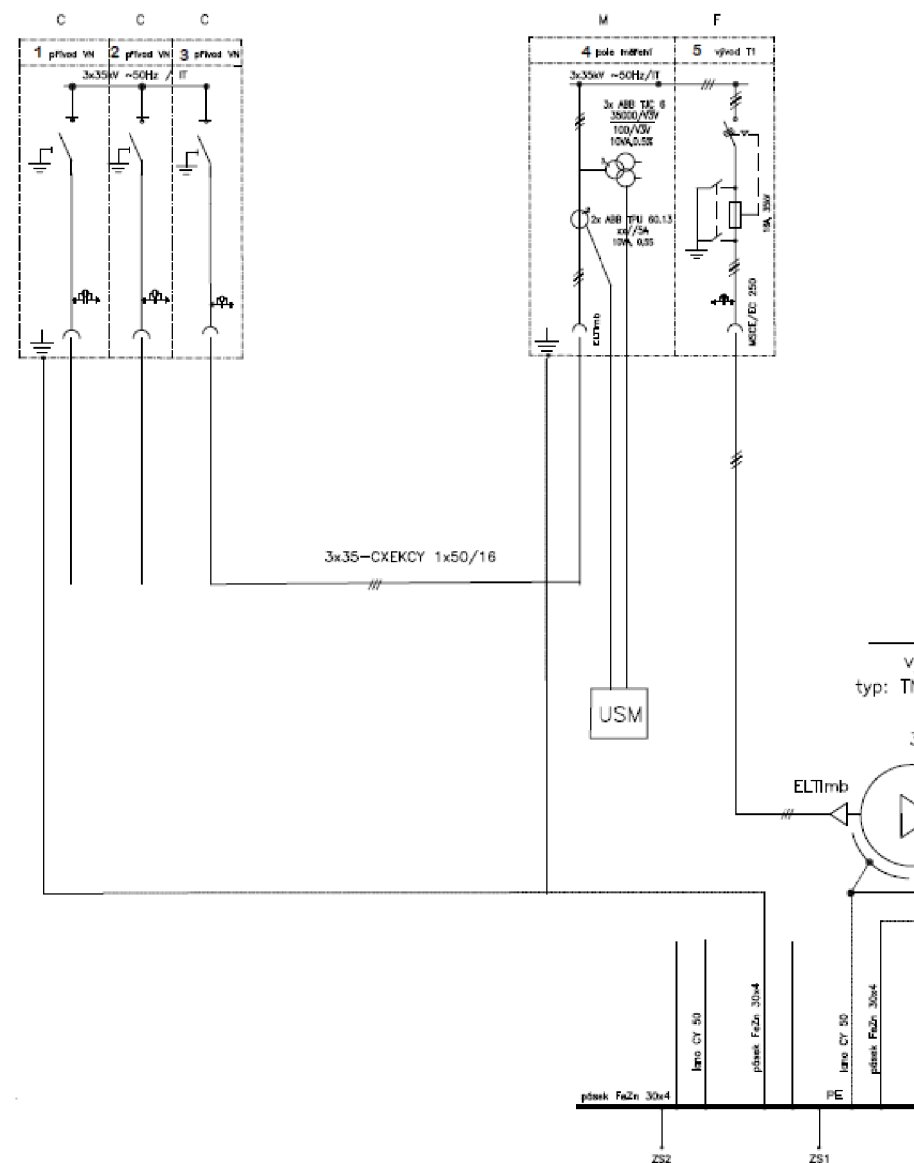 C C C M F
1 přívod VN 2 přívod VN 3 přívod VN 4 pole měření 5 vývod T1
3x35kV ~50Hz / IT
3x35kV ~50Hz/IT
3x ABB TJC 6
35000/√3V
100/√3V
10VA,0.5%
2x ABB TPU 60.13
xx//5A
10VA, 0,5S
16A, 35kV
MSCE/EC 250
ELTImb
3x35-CXEKCY 1x50/16
USM
typ:
ELTImb
lano CY 50
pásek FeZn 30x4
lano CY 50
pásek FeZn 30x4
pásek FeZn 30x4
PE
ZS2
ZS1